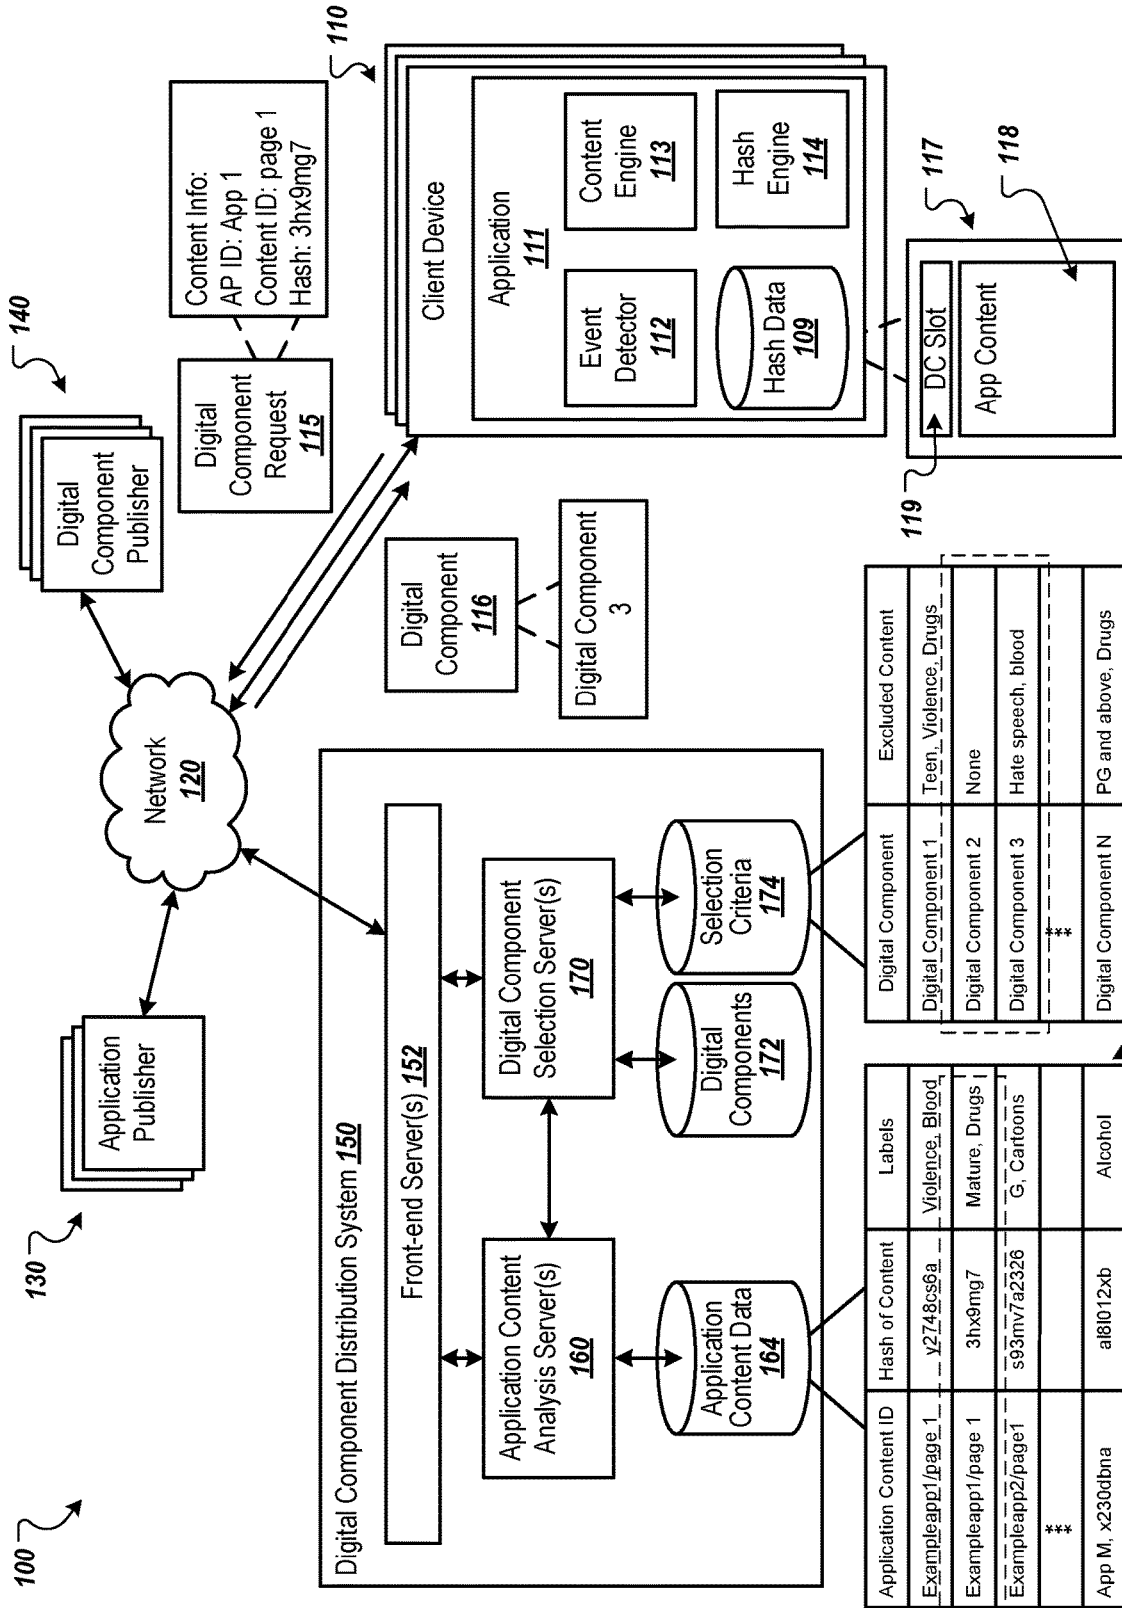 100
130
Application
Publisher
Network
120
140
Digital
Component
Publisher
Digital
Component
Request
115
Content Info:
AP ID: App 1
Content ID: page 1
Hash: 3hx9mg7
110
Client Device
Application
111
Event
Detector
112
Content
Engine
113
Hash Data
109
Hash
Engine
114
Digital
Component
116
Digital Component
3
119
DC Slot
App Content
117
118
Digital Component Distribution System 150
Front-end Server(s) 152
Application Content
Analysis Server(s)
160
Digital Component
Selection Server(s)
170
Application
Content Data
164
Digital
Components
172
Selection
Criteria
174
Application Content ID Hash of Content Labels
Exampleapp1/page 1 y2748cs6a Violence, Blood
Exampleapp1/page 1 3hx9mg7 Mature, Drugs
Exampleapp2/page1 s93mv7a2326 G, Cartoons
***
App M, x230dbna al8l012xb Alcohol
Digital Component Excluded Content
Digital Component 1 Teen, Violence, Drugs
Digital Component 2 None
Digital Component 3 Hate speech, blood
***
Digital Component N PG and above, Drugs